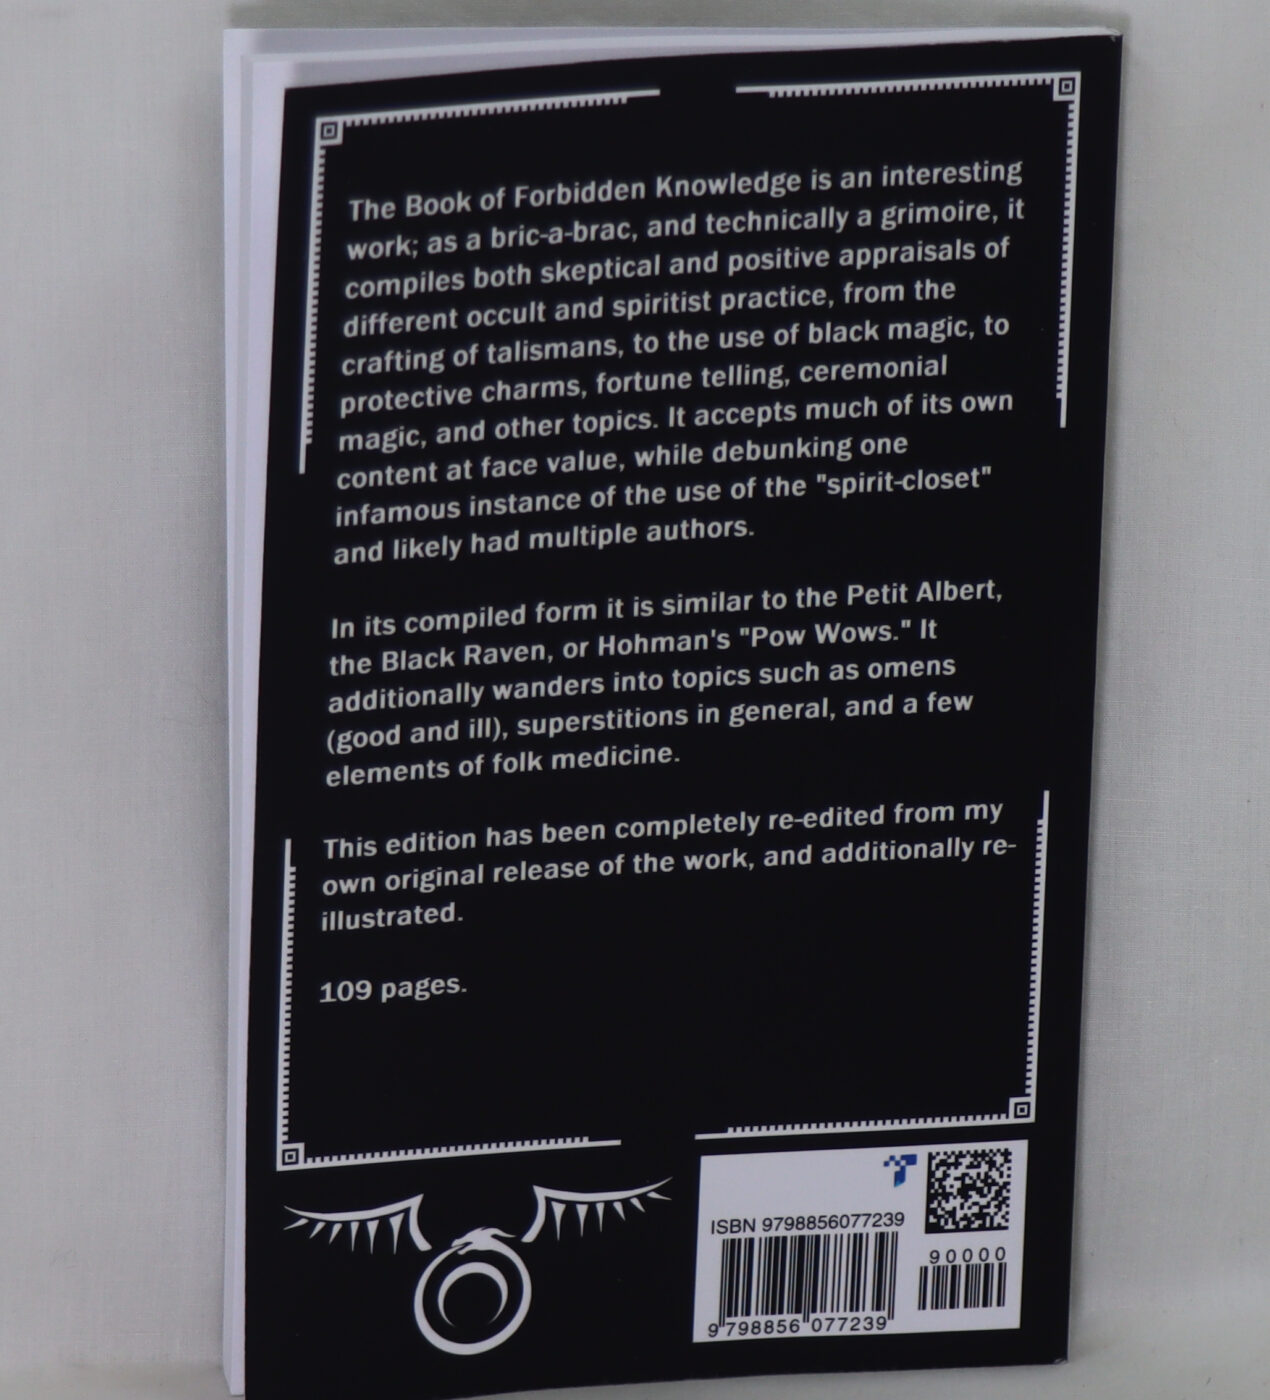 The Book of Forbidden Knowledge is an interesting
work; as a bric-a-brac, and technically a grimoire, it
compiles both skeptical and positive appraisals of
different occult and spiritist practice, from the
crafting of talismans, to the use of black magic, to
protective charms, fortune telling, ceremonial
magic, and other topics. It accepts much of its own
content at face value, while debunking one
infamous instance of the use of the "spirit-closet"
and likely had multiple authors.
In its compiled form it is similar to the Petit Albert,
the Black Raven, or Hohman's "Pow Wows." It
additionally wanders into topics such as omens
(good and ill), superstitions in general, and a few
elements of folk medicine.
This edition has been completely re-edited from my
own original release of the work, and additionally re-
illustrated.
109 pages.
ISBN 9798856077239
90000
9 798856 077239